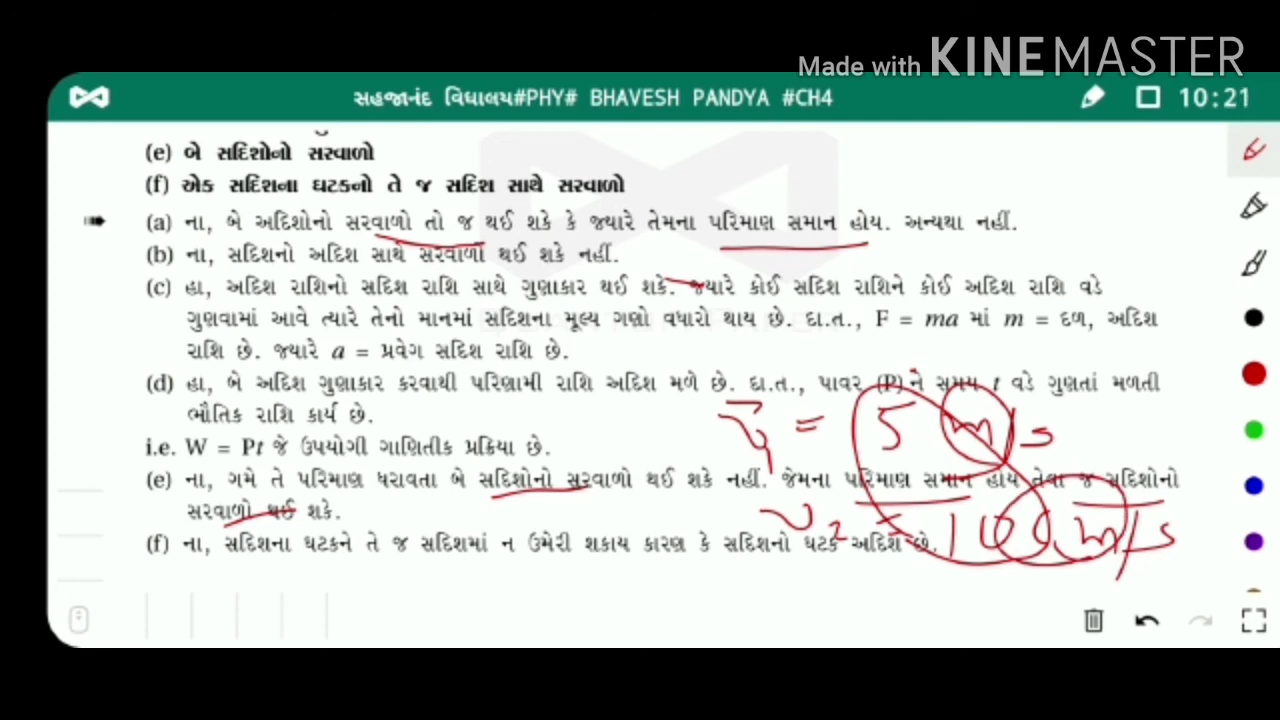 Made with KINEMASTER
સહજાનંદ વિદ્યાલય#PHY# BHAVESH PANDYA #CH4 10:21
(e) બે સદિશોનો સરવાળો
(f) એક સદિશના ઘટકનો તે જ સદિશ સાથે સરવાળો
(a) ના, બે અદિશોનો સરવાળો તો જ થઈ શકે કે જ્યારે તેમના પરિમાણ સમાન હોય. અન્યથા નહીં.
(b) ના, સદિશનો અદિશ સાથે સરવાળો થઈ શકે નહીં.
(c) હા, અદિશ રાશિનો સદિશ રાશિ સાથે ગુણાકાર થઈ શકે. જ્યારે કોઈ સદિશ રાશિને કોઈ અદિશ રાશિ વડે
ગુણવામાં આવે ત્યારે તેનો માનમાં સદિશના મૂલ્ય ગણો વધારો થાય છે. દા.ત., F = ma માં m = દળ, અદિશ
રાશિ છે. જ્યારે a = પ્રવેગ સદિશ રાશિ છે.
(d) હા, બે અદિશ ગુણાકાર કરવાથી પરિણામી રાશિ અદિશ મળે છે. દા.ત., પાવર (P)ને સમય t વડે ગુણતાં મળતી
ભૌતિક રાશિ કાર્ય છે.
v₁ = 5 m/s
i.e. W = Pt જે ઉપયોગી ગાણિતીક પ્રક્રિયા છે.
(e) ના, ગમે તે પરિમાણ ધરાવતા બે સદિશોનો સરવાળો થઈ શકે નહીં. જેમના પરિમાણ સમાન હોય તેવા જ સદિશોનો
સરવાળો થઈ શકે.
v₂ = 10 m/s
(f) ના, સદિશના ઘટકને તે જ સદિશમાં ન ઉમેરી શકાય કારણ કે સદિશનો ઘટક અદિશ છે.